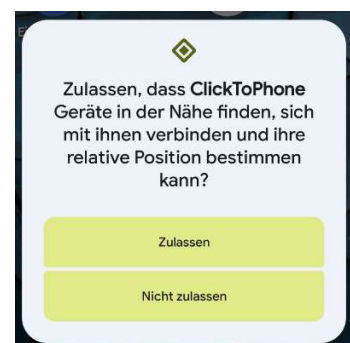 Zulassen, dass ClickToPhone
Geräte in der Nähe finden, sich
mit ihnen verbinden und ihre
relative Position bestimmen
kann?
Zulassen
Nicht zulassen